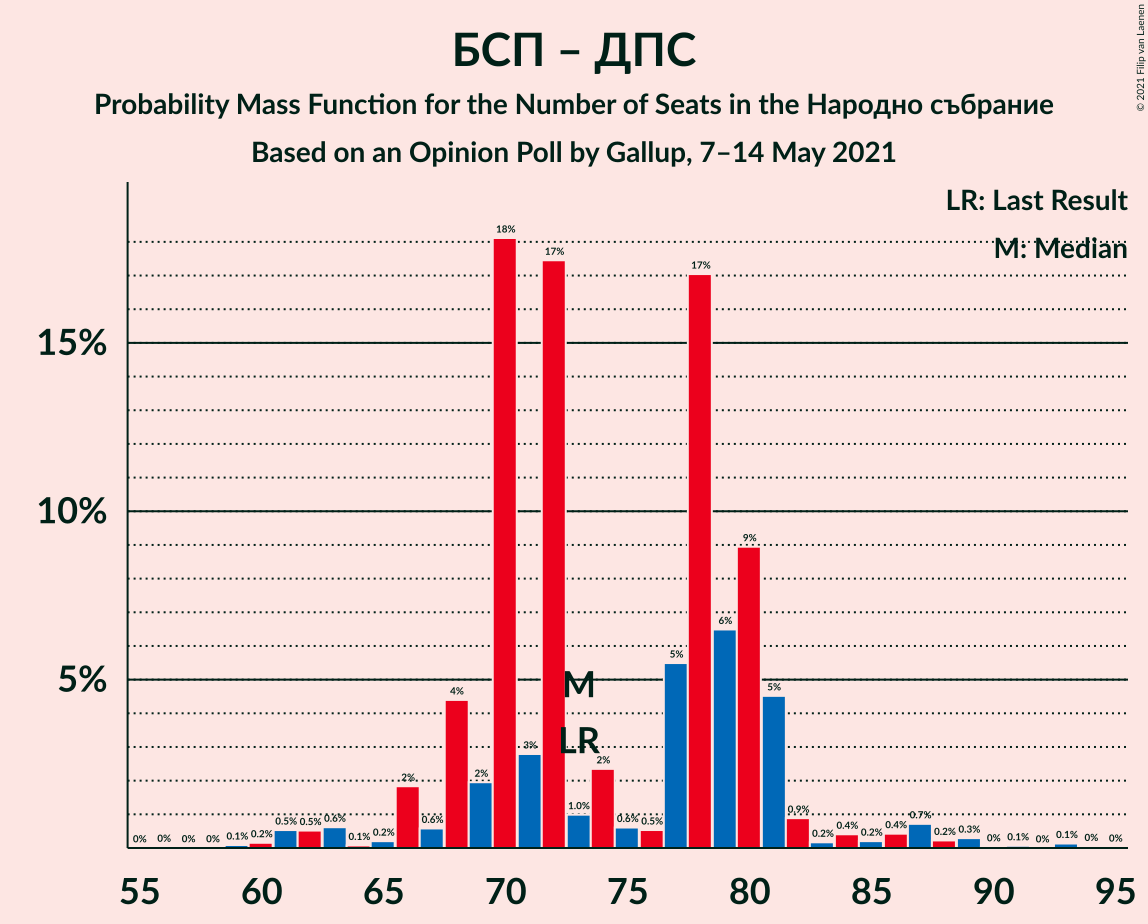 БСП – ДПС
Probability Mass Function for the Number of Seats in the Народно събрание
Based on an Opinion Poll by Gallup, 7–14 May 2021
© 2021 Filip van Laenen
LR: Last Result
M: Median
15%
10%
5%
0% 0% 0% 0% 0.1% 0.2% 0.5% 0.5% 0.6% 0.1% 0.2% 2% 0.6% 4% 2% 18% 3% 17% 1.0% 2% 0.6% 0.5% 5% 17% 6% 9% 5% 0.9% 0.2% 0.4% 0.2% 0.4% 0.7% 0.2% 0.3% 0% 0.1% 0% 0.1% 0% 0%
M
LR
55 60 65 70 75 80 85 90 95